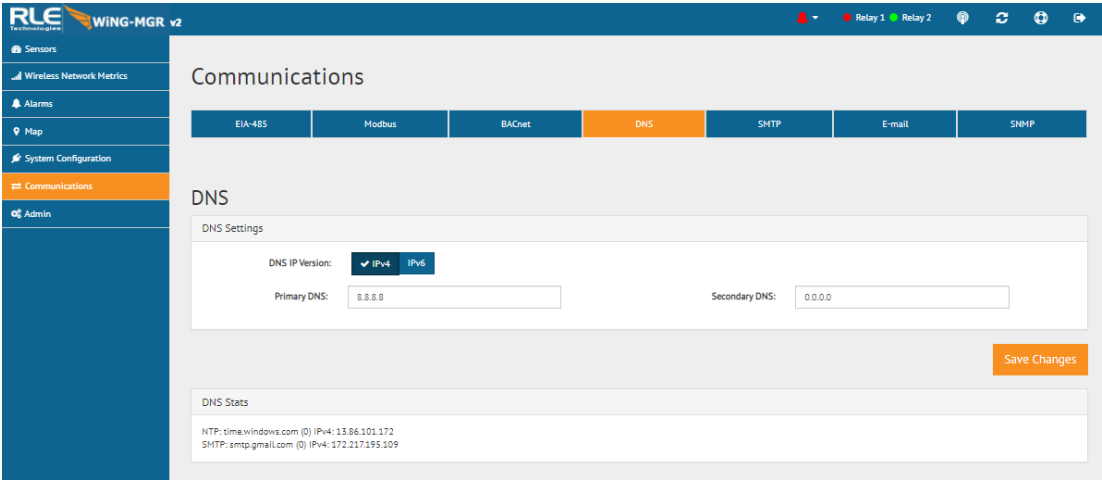 RLE WiNG-MGR v2
Technologies
Relay 1 Relay 2
Sensors
Wireless Network Metrics
Alarms
Map
System Configuration
Communications
Admin
Communications
EIA-485 Modbus BACnet DNS SMTP E-mail SNMP
DNS
DNS Settings
DNS IP Version: IPv4 IPv6
Primary DNS: 8.8.8.8 Secondary DNS: 0.0.0.0
Save Changes
DNS Stats
NTP: time.windows.com (0) IPv4: 13.86.101.172
SMTP: smtp.gmail.com (0) IPv4: 172.217.195.109